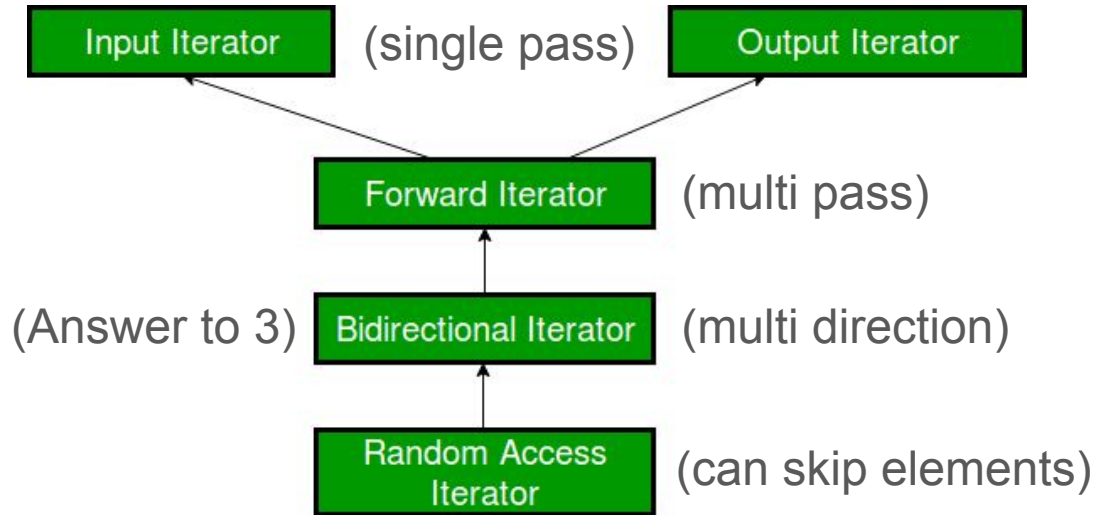 Input Iterator (single pass) Output Iterator
Forward Iterator (multi pass)
(Answer to 3) Bidirectional Iterator (multi direction)
Random Access
Iterator (can skip elements)